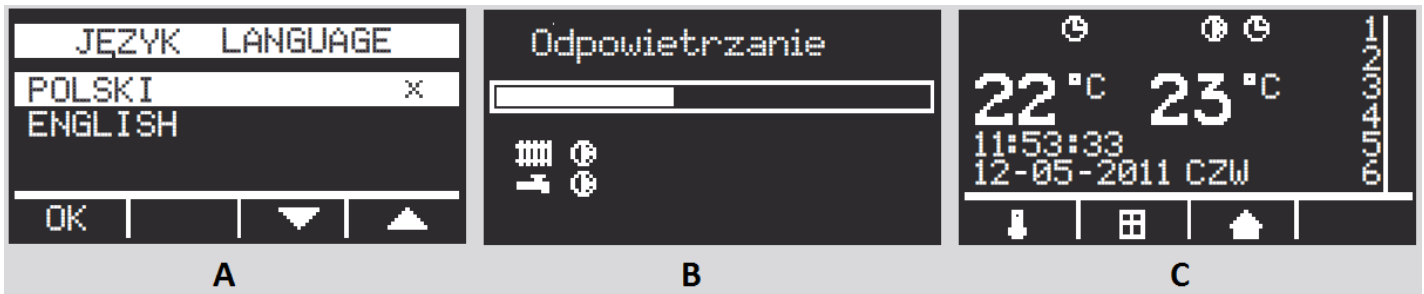 JĘZYK LANGUAGE
POLSKI x
ENGLISH
OK
A
Odpowietrzanie
B
22°C 23°C
11:53:33
12-05-2011 CZW
1
2
3
4
5
6
C